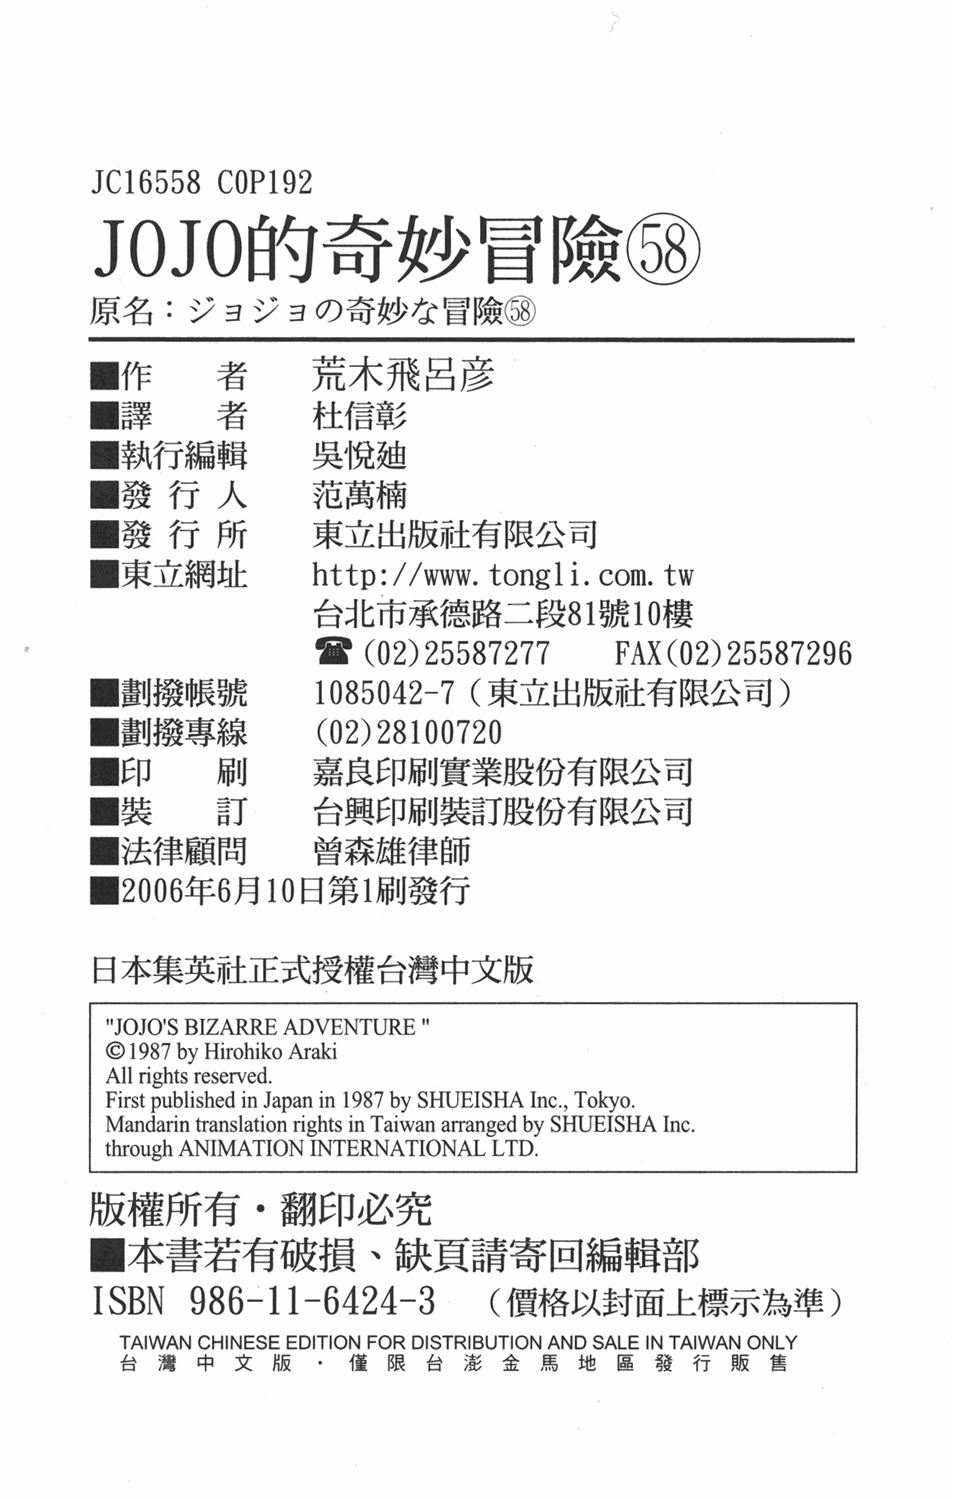 JC16558 COP192
JOJO的奇妙冒險58
原名：ジョジョの奇妙な冒險58
■作者 荒木飛呂彦
■譯者 杜信彰
■執行編輯 吳悅廸
■發行人 范萬楠
■發行所 東立出版社有限公司
■東立網址 http://www.tongli.com.tw
台北市承德路二段81號10樓
☎(02)25587277 FAX(02)25587296
■劃撥帳號 1085042-7（東立出版社有限公司）
■劃撥專線 (02)28100720
■印刷 嘉良印刷實業股份有限公司
■裝訂 台興印刷裝訂股份有限公司
■法律顧問 曾森雄律師
■2006年6月10日第1刷發行
日本集英社正式授權台灣中文版
"JOJO'S BIZARRE ADVENTURE "
©1987 by Hirohiko Araki
All rights reserved.
First published in Japan in 1987 by SHUEISHA Inc., Tokyo.
Mandarin translation rights in Taiwan arranged by SHUEISHA Inc.
through ANIMATION INTERNATIONAL LTD.
版權所有・翻印必究
■本書若有破損、缺頁請寄回編輯部
ISBN 986-11-6424-3 （價格以封面上標示為準）
TAIWAN CHINESE EDITION FOR DISTRIBUTION AND SALE IN TAIWAN ONLY
台灣中文版・僅限台澎金馬地區發行販售